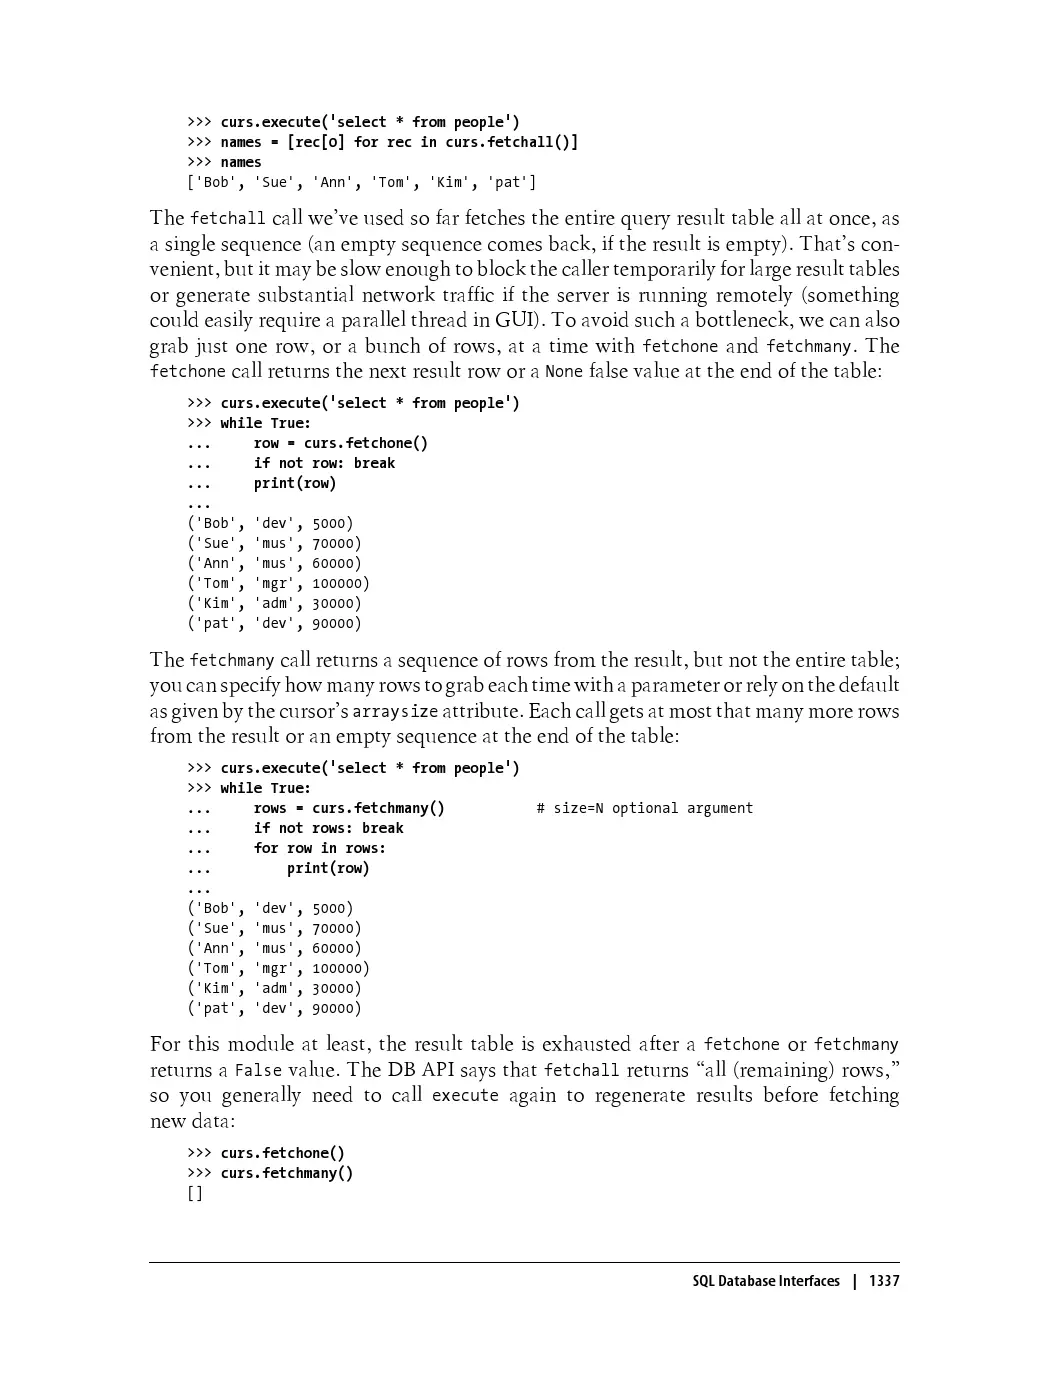 >>> curs.execute('select * from people')
>>> names = [rec[0] for rec in curs.fetchall()]
>>> names
['Bob', 'Sue', 'Ann', 'Tom', 'Kim', 'pat']
The fetchall call we’ve used so far fetches the entire query result table all at once, as
a single sequence (an empty sequence comes back, if the result is empty). That’s con-
venient, but it may be slow enough to block the caller temporarily for large result tables
or generate substantial network traffic if the server is running remotely (something
could easily require a parallel thread in GUI). To avoid such a bottleneck, we can also
grab just one row, or a bunch of rows, at a time with fetchone and fetchmany. The
fetchone call returns the next result row or a None false value at the end of the table:
>>> curs.execute('select * from people')
>>> while True:
...     row = curs.fetchone()
...     if not row: break
...     print(row)
...
('Bob', 'dev', 5000)
('Sue', 'mus', 70000)
('Ann', 'mus', 60000)
('Tom', 'mgr', 100000)
('Kim', 'adm', 30000)
('pat', 'dev', 90000)
The fetchmany call returns a sequence of rows from the result, but not the entire table;
you can specify how many rows to grab each time with a parameter or rely on the default
as given by the cursor’s arraysize attribute. Each call gets at most that many more rows
from the result or an empty sequence at the end of the table:
>>> curs.execute('select * from people')
>>> while True:
...     rows = curs.fetchmany()           # size=N optional argument
...     if not rows: break
...     for row in rows:
...         print(row)
...
('Bob', 'dev', 5000)
('Sue', 'mus', 70000)
('Ann', 'mus', 60000)
('Tom', 'mgr', 100000)
('Kim', 'adm', 30000)
('pat', 'dev', 90000)
For this module at least, the result table is exhausted after a fetchone or fetchmany
returns a False value. The DB API says that fetchall returns “all (remaining) rows,”
so you generally need to call execute again to regenerate results before fetching
new data:
>>> curs.fetchone()
>>> curs.fetchmany()
[]
SQL Database Interfaces | 1337